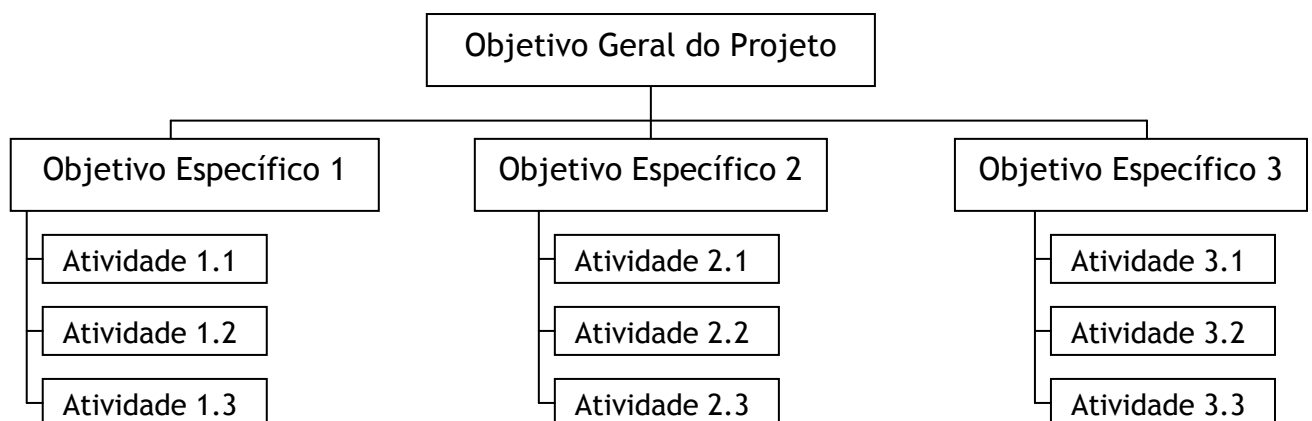 Objetivo Geral do Projeto
Objetivo Específico 1
Objetivo Específico 2
Objetivo Específico 3
Atividade 1.1
Atividade 2.1
Atividade 3.1
Atividade 1.2
Atividade 2.2
Atividade 3.2
Atividade 1.3
Atividade 2.3
Atividade 3.3